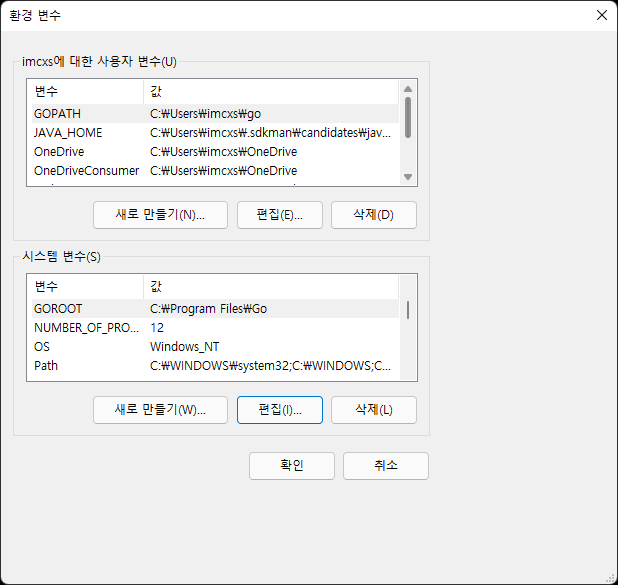 환경 변수
imcxs에 대한 사용자 변수(U)
변수 값
GOPATH C:₩Users₩imcxs₩go
JAVA_HOME C:₩Users₩imcxs₩.sdkman₩candidates₩jav...
OneDrive C:₩Users₩imcxs₩OneDrive
OneDriveConsumer C:₩Users₩imcxs₩OneDrive
새로 만들기(N)... 편집(E)... 삭제(D)
시스템 변수(S)
변수 값
GOROOT C:₩Program Files₩Go
NUMBER_OF_PRO... 12
OS Windows_NT
Path C:₩WINDOWS₩system32;C:₩WINDOWS;C...
새로 만들기(W)... 편집(I)... 삭제(L)
확인 취소